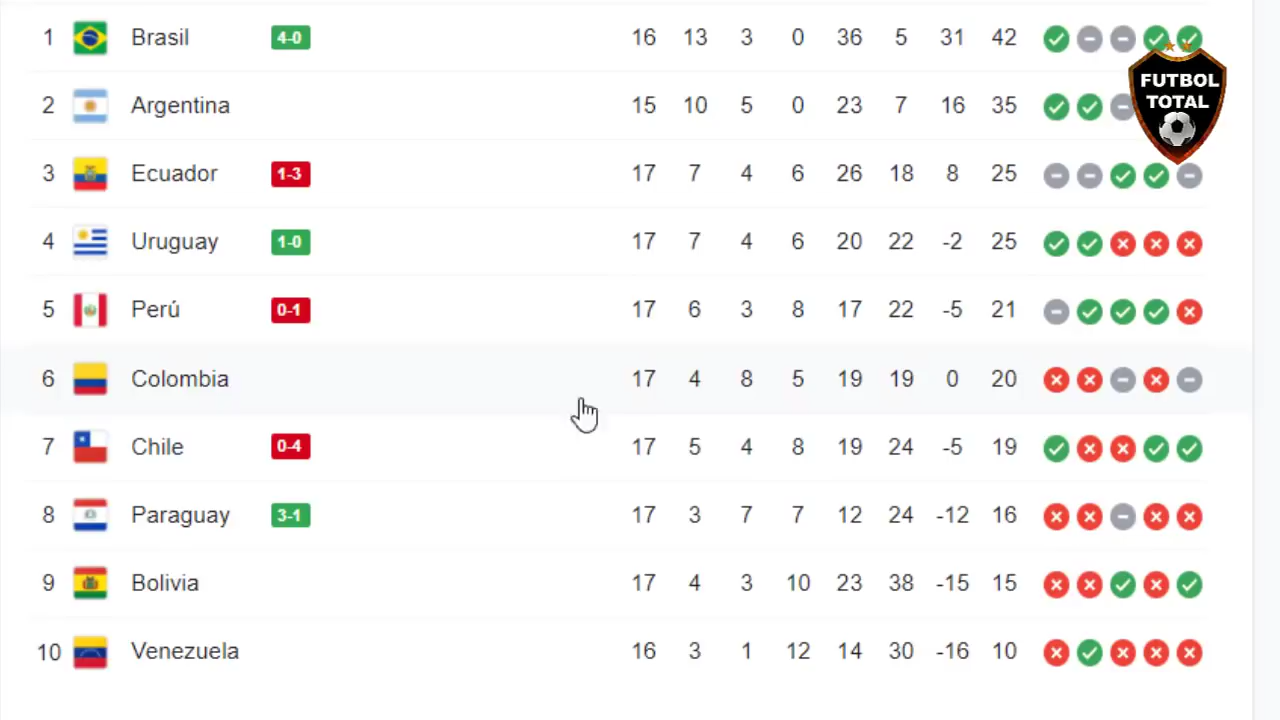 1 Brasil 4-0 16 13 3 0 36 5 31 42
FUTBOL
TOTAL
2 Argentina 15 10 5 0 23 7 16 35
3 Ecuador 1-3 17 7 4 6 26 18 8 25
4 Uruguay 1-0 17 7 4 6 20 22 -2 25
5 Perú 0-1 17 6 3 8 17 22 -5 21
6 Colombia 17 4 8 5 19 19 0 20
7 Chile 0-4 17 5 4 8 19 24 -5 19
8 Paraguay 3-1 17 3 7 7 12 24 -12 16
9 Bolivia 17 4 3 10 23 38 -15 15
10 Venezuela 16 3 1 12 14 30 -16 10